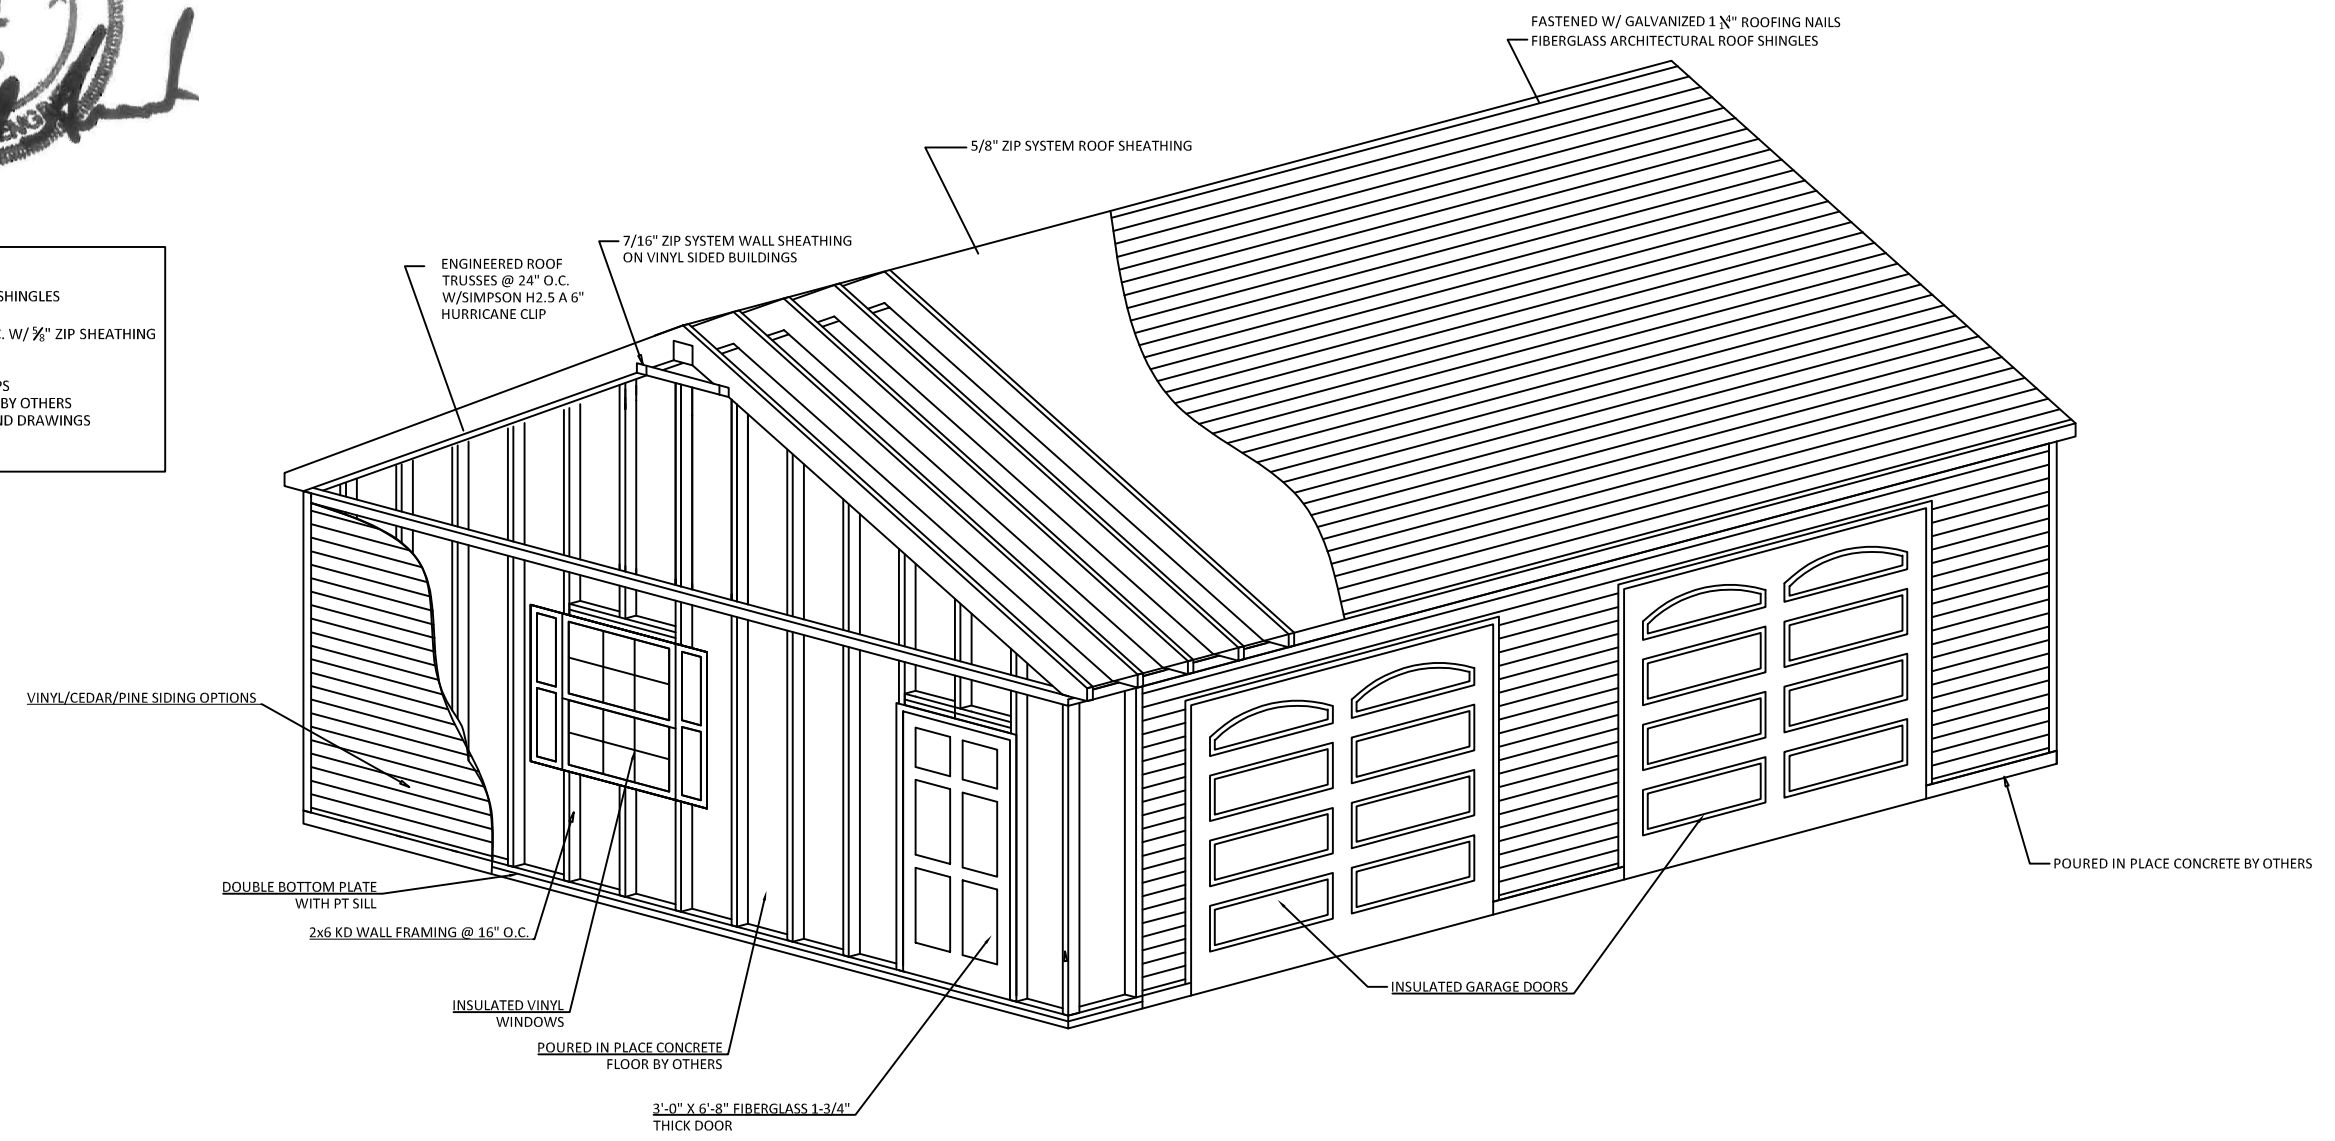 FASTENED W/ GALVANIZED 1 ¼" ROOFING NAILS
FIBERGLASS ARCHITECTURAL ROOF SHINGLES
5/8" ZIP SYSTEM ROOF SHEATHING
7/16" ZIP SYSTEM WALL SHEATHING
ON VINYL SIDED BUILDINGS
ENGINEERED ROOF
TRUSSES @ 24" O.C.
W/SIMPSON H2.5 A 6"
HURRICANE CLIP
SHINGLES
W/ ⅝" ZIP SHEATHING
BY OTHERS
DRAWINGS
VINYL/CEDAR/PINE SIDING OPTIONS
DOUBLE BOTTOM PLATE
WITH PT SILL
2x6 KD WALL FRAMING @ 16" O.C.
INSULATED VINYL
WINDOWS
POURED IN PLACE CONCRETE
FLOOR BY OTHERS
3'-0" X 6'-8" FIBERGLASS 1-3/4"
THICK DOOR
INSULATED GARAGE DOORS
POURED IN PLACE CONCRETE BY OTHERS